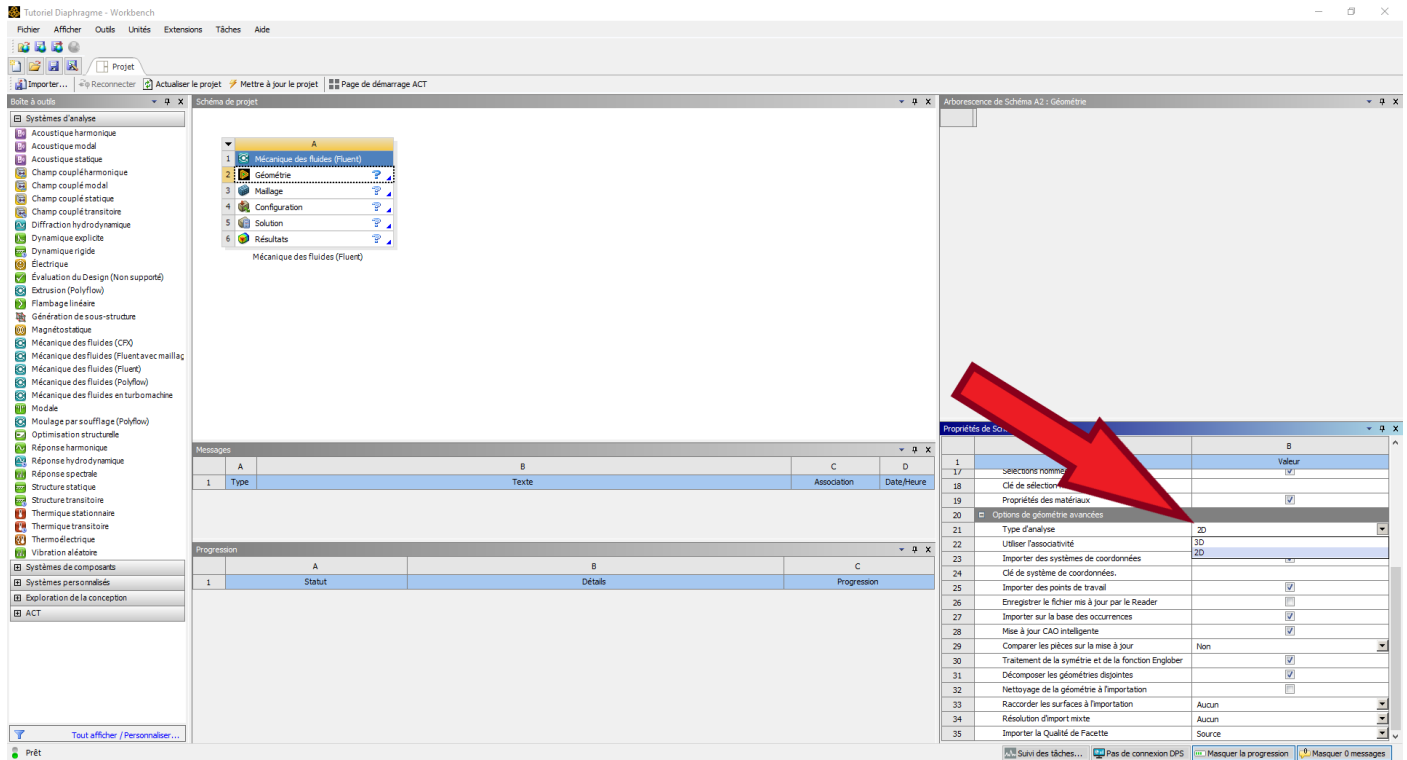 Tutoriel Diaphragme - Workbench
Fichier Afficher Outils Unités Extensions Tâches Aide
Projet
Importer... Reconnecter Actualiser le projet Mettre à jour le projet Page de démarrage ACT
Boîte à outils
Systèmes d'analyse
Acoustique harmonique
Acoustique modal
Acoustique statique
Champ couplé harmonique
Champ couplé modal
Champ couplé statique
Champ couplé transitoire
Diffraction hydrodynamique
Dynamique explicite
Dynamique rigide
Électrique
Évaluation du Design (Non supporté)
Extrusion (Polyflow)
Flambage linéaire
Génération de sous-structure
Magnétostatique
Mécanique des fluides (CFX)
Mécanique des fluides (Fluent avec maillag
Mécanique des fluides (Fluent)
Mécanique des fluides (Polyflow)
Mécanique des fluides en turbomachine
Modale
Moulage par soufflage (Polyflow)
Optimisation structurelle
Réponse harmonique
Réponse hydrodynamique
Réponse spectrale
Structure statique
Structure transitoire
Thermique stationnaire
Thermique transitoire
Thermoélectrique
Vibration aléatoire
Systèmes de composants
Systèmes personnalisés
Exploration de la conception
ACT
Tout afficher / Personnaliser...
Schéma de projet
A
1 Mécanique des fluides (Fluent)
2 Géométrie
3 Maillage
4 Configuration
5 Solution
6 Résultats
Mécanique des fluides (Fluent)
Messages
A B C D
1 Type Texte Association Date/Heure
Progression
A B C
1 Statut Détails Progression
Arborescence de Schéma A2 : Géométrie
Propriétés de
B
1 Valeur
17 Sélections
18 Clé de sélection
19 Propriétés des matériaux
20 Options de géométrie avancées
21 Type d'analyse 2D
22 Utiliser l'associativité 3D
2D
23 Importer des systèmes de coordonnées
24 Clé de système de coordonnées.
25 Importer des points de travail
26 Enregistrer le fichier mis à jour par le Reader
27 Importer sur la base des occurrences
28 Mise à jour CAO intelligente
29 Comparer les pièces sur la mise à jour Non
30 Traitement de la symétrie et de la fonction Englober
31 Décomposer les géométries disjointes
32 Nettoyage de la géométrie à l'importation
33 Raccorder les surfaces à l'importation Aucun
34 Résolution d'import mixte Aucun
35 Importer la Qualité de Facette Source
Prêt
Suivi des tâches... Pas de connexion DPS Masquer la progression Masquer 0 messages